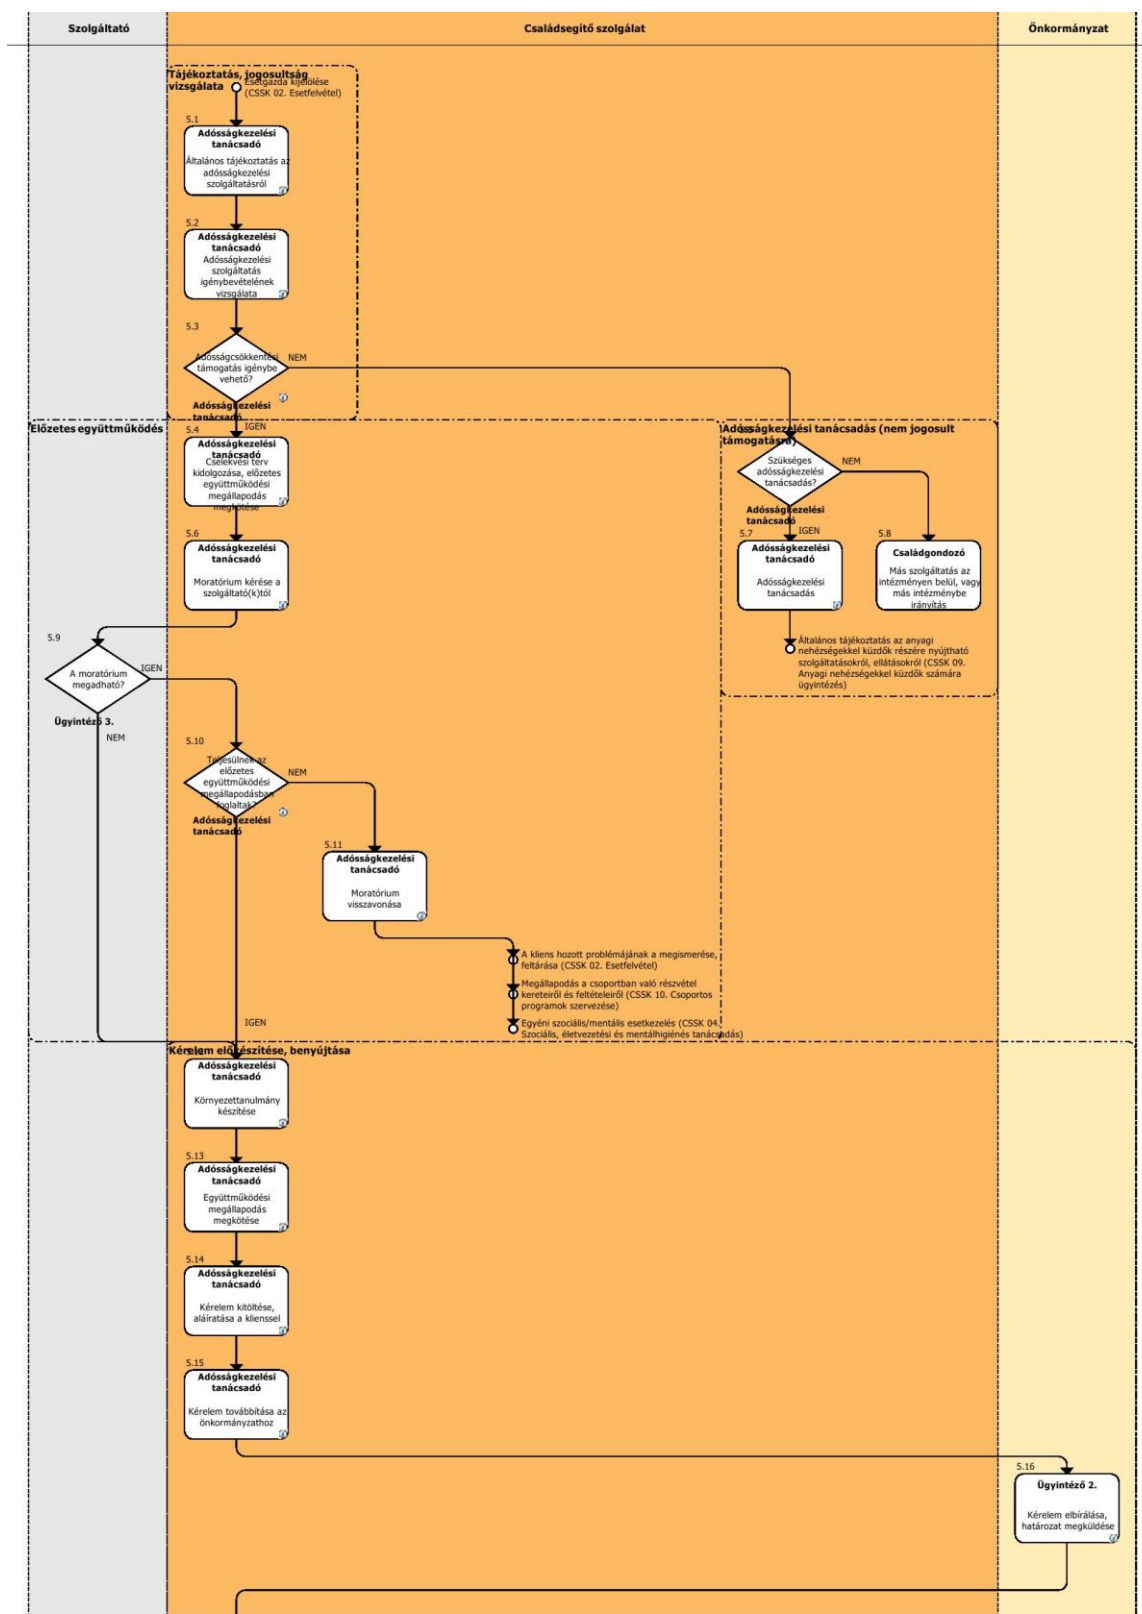 Szolgáltató
Családsegítő szolgálat
Önkormányzat
Tájékoztatás, jogosultság
vizsgálata
Esetgazda kijelölése
(CSSK 02. Esetfelvétel)
5.1
Adósságkezelési
tanácsadó
Általános tájékoztatás az
adósságkezelési
szolgáltatásról
5.2
Adósságkezelési
tanácsadó
Adósságkezelési
szolgáltatás
igénybevételének
vizsgálata
5.3
Adósságcsökkentési
támogatás igénybe
vehető?
NEM
Adósságkezelési
tanácsadó
IGEN
Előzetes együttműködés
5.4
Adósságkezelési
tanácsadó
Cselekvési terv
kidolgozása, előzetes
együttműködési
megállapodás
megkötése
Adósságkezelési tanácsadás (nem jogosult
támogatásra)
Szükséges
adósságkezelési
tanácsadás?
NEM
Adósságkezelési
tanácsadó
IGEN
5.6
Adósságkezelési
tanácsadó
Moratórium kérése a
szolgáltató(k)tól
5.7
Adósságkezelési
tanácsadó
Adósságkezelési
tanácsadás
5.8
Családgondozó
Más szolgáltatás az
intézményen belül, vagy
más intézménybe
irányítás
Általános tájékoztatás az anyagi
nehézségekkel küzdők részére nyújtható
szolgáltatásokról, ellátásokról (CSSK 09.
Anyagi nehézségekkel küzdők számára
ügyintézés)
5.9
A moratórium
megadható?
IGEN
Ügyintéző 3.
NEM
5.10
Teljesülnek az
előzetes
együttműködési
megállapodásban
foglaltak?
NEM
Adósságkezelési
tanácsadó
5.11
Adósságkezelési
tanácsadó
Moratórium
visszavonása
A kliens hozott problémájának a megismerése,
feltárása (CSSK 02. Esetfelvétel)
Megállapodás a csoportban való részvétel
kereteiről és feltételeiről (CSSK 10. Csoportos
programok szervezése)
Egyéni szociális/mentális esetkezelés (CSSK 04.
Szociális, életvezetési és mentálhigiénés tanácsadás)
IGEN
Kérelem előkészítése, benyújtása
Adósságkezelési
tanácsadó
Környezettanulmány
készítése
5.13
Adósságkezelési
tanácsadó
Együttműködési
megállapodás
megkötése
5.14
Adósságkezelési
tanácsadó
Kérelem kitöltése,
aláíratása a klienssel
5.15
Adósságkezelési
tanácsadó
Kérelem továbbítása az
önkormányzathoz
5.16
Ügyintéző 2.
Kérelem elbírálása,
határozat megküldése